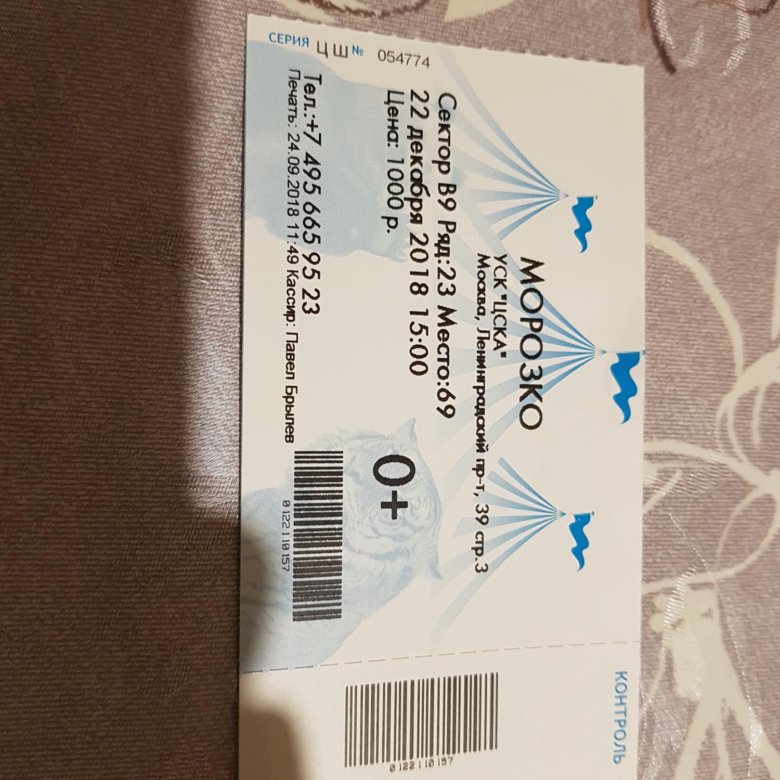 СЕРИЯ ЦШ № 054774
МОРОЗКО
УСК "ЦСКА"
Москва, Ленинградский пр-т, 39 стр.3
Сектор В9 Ряд:23 Место:69
22 декабря 2018 15:00
Цена: 1000 р.
0+
Тел.:+7 495 665 95 23
Печать: 24.09.2018 11:49 Кассир: Павел Брылев
0122110157
КОНТРОЛЬ
0122110157